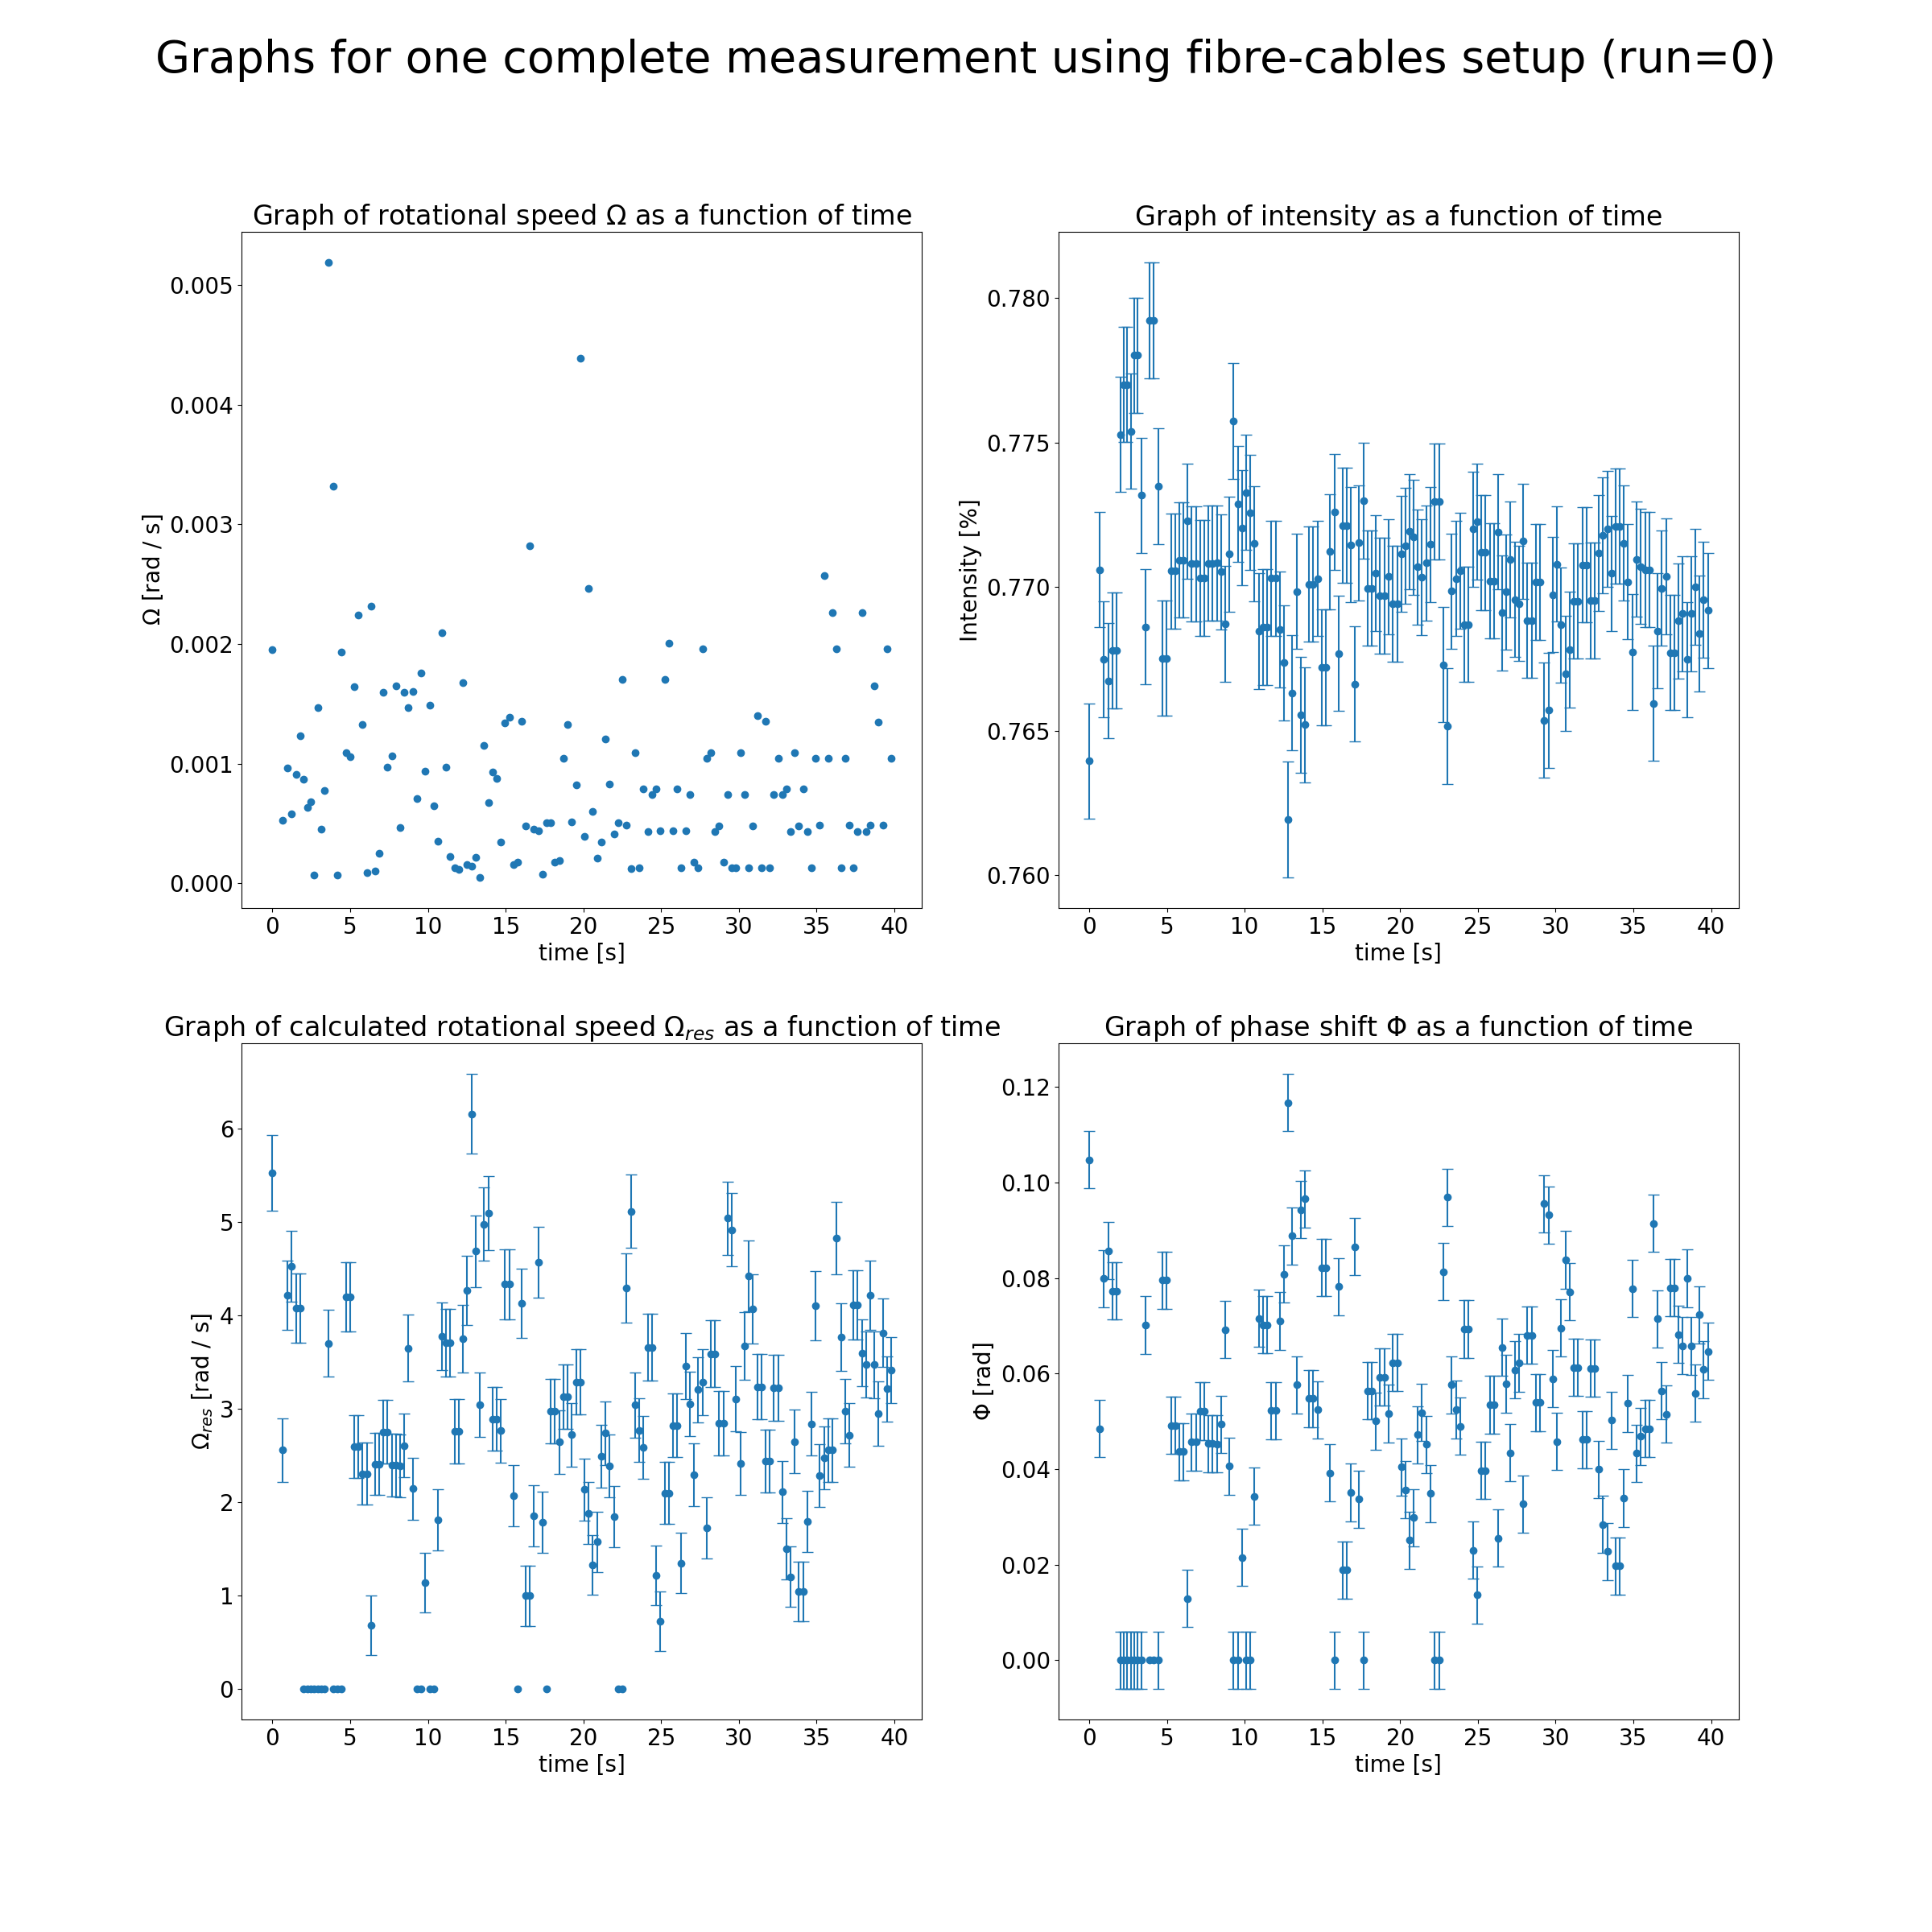 Graphs for one complete measurement using fibre-cables setup (run=0)
Graph of rotational speed Ω as a function of time
0.005
0.004
0.003
0.002
0.001
0.000
Ω [rad / s]
0 5 10 15 20 25 30 35 40
time [s]
Graph of intensity as a function of time
0.780
0.775
0.770
0.765
0.760
Intensity [%]
0 5 10 15 20 25 30 35 40
time [s]
Graph of calculated rotational speed Ωres as a function of time
6
5
4
3
2
1
0
Ωres [rad / s]
0 5 10 15 20 25 30 35 40
time [s]
Graph of phase shift Φ as a function of time
0.12
0.10
0.08
0.06
0.04
0.02
0.00
Φ [rad]
0 5 10 15 20 25 30 35 40
time [s]